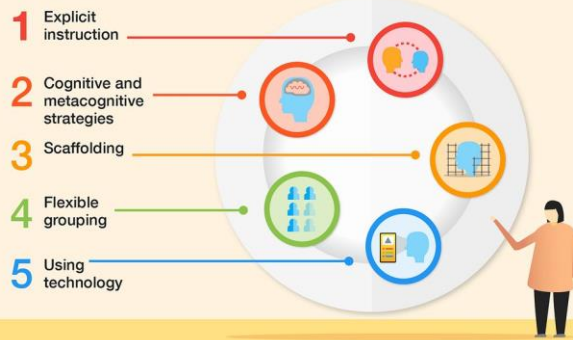 1 Explicit
instruction
2 Cognitive and
metacognitive
strategies
3 Scaffolding
4 Flexible
grouping
5 Using
technology